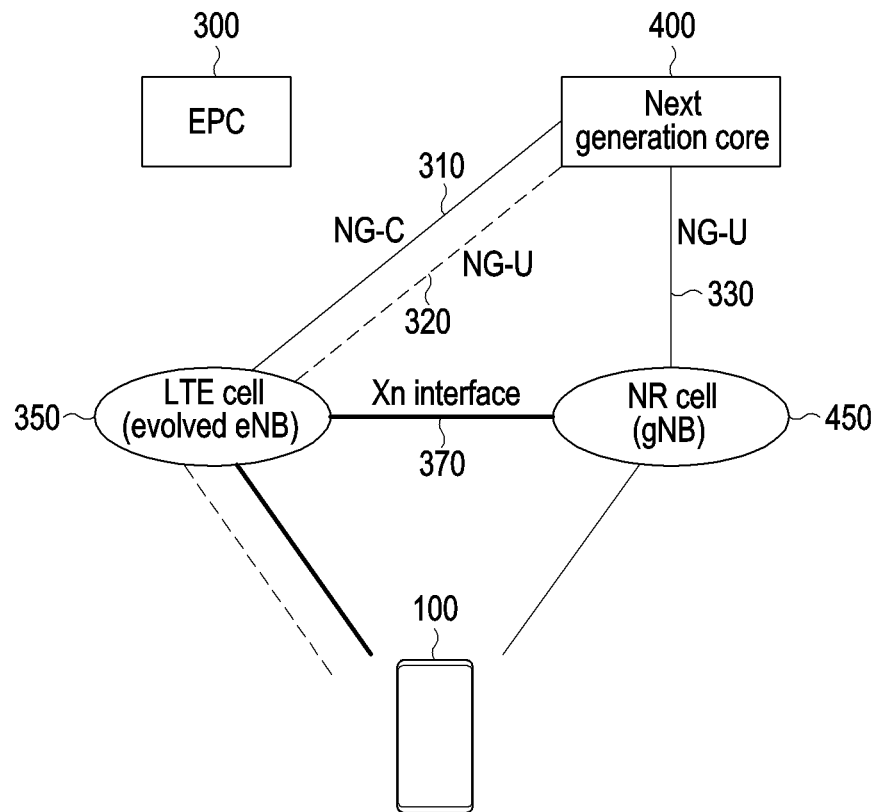 300
400
EPC
Next
generation core
310
NG-C
NG-U
NG-U
320
330
350
LTE cell
(evolved eNB)
Xn interface
370
NR cell
(gNB)
450
100